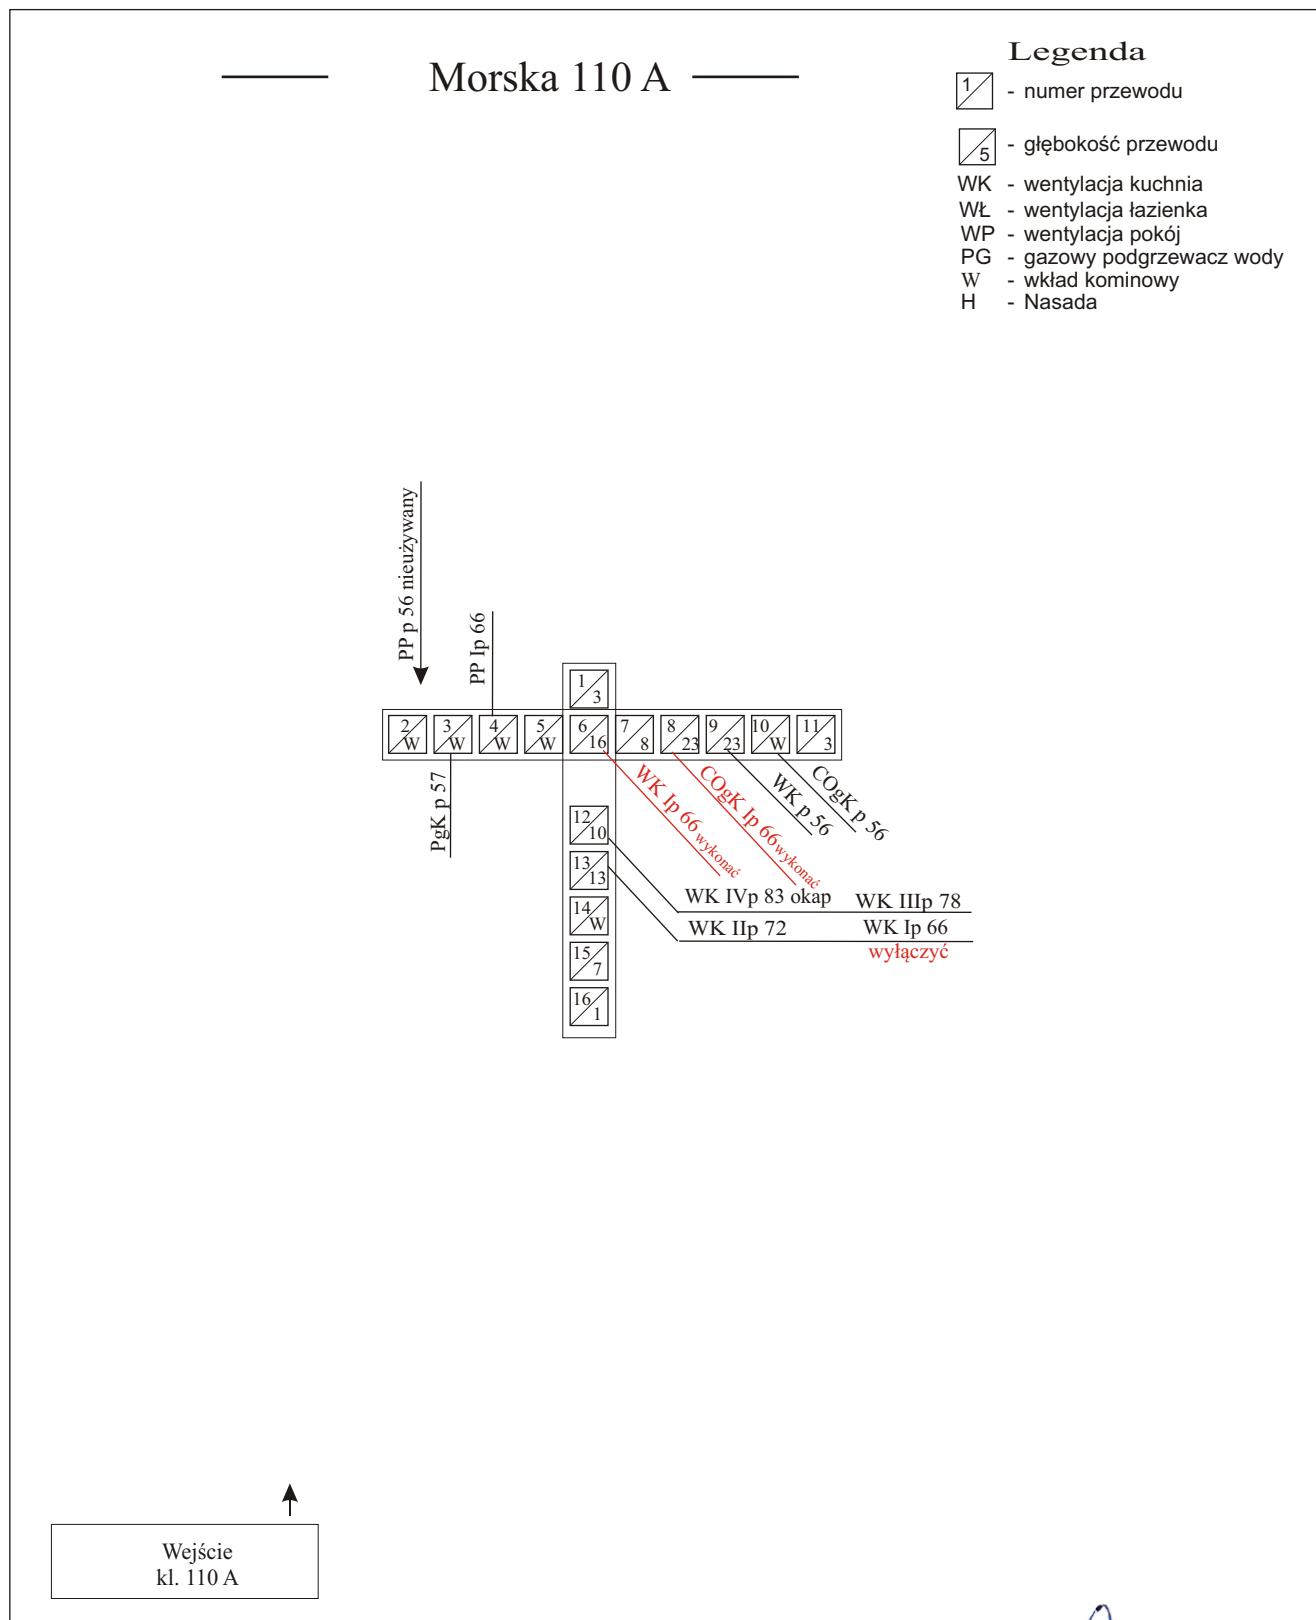 Morska 110 A
Legenda
1 - numer przewodu
5 - głębokość przewodu
WK - wentylacja kuchnia
WŁ - wentylacja łazienka
WP - wentylacja pokój
PG - gazowy podgrzewacz wody
W - wkład kominowy
H - Nasada
PP p 56 nieużywany
PP Ip 66
1 3
2 W 3 W 4 W 5 W 6 16 7 8 8 23 9 23 10 W 11 3
PgK p 57
WK Ip 66 wykonać
COgK Ip 66 wykonać
WK p 56
COgK p 56
12 10
13 13
14 W
15 7
16 1
WK IVp 83 okap WK IIIp 78
WK IIp 72 WK Ip 66
wyłączyć
Wejście
kl. 110 A